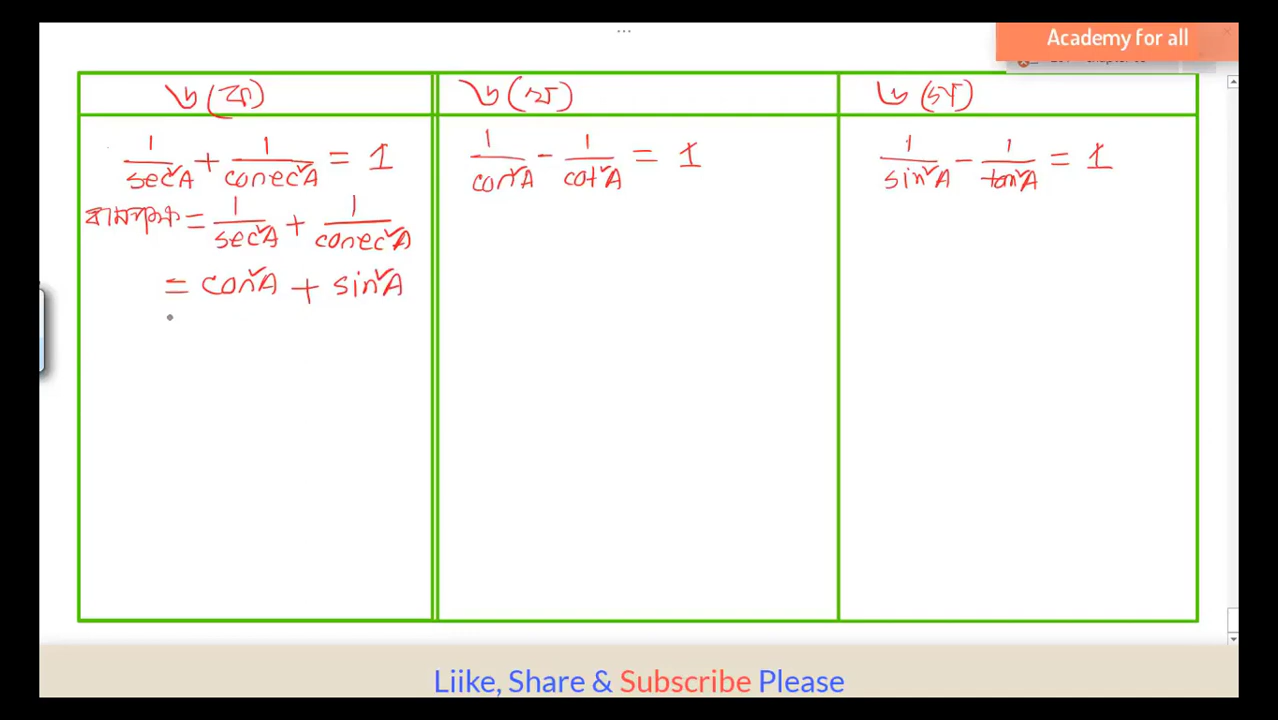 Academy for all
৮ (ক)
1/sec²A + 1/cosec²A = 1
বামপক্ষ = 1/sec²A + 1/cosec²A
= cos²A + sin²A
৮ (খ)
1/cos²A - 1/cot²A = 1
৮ (গ)
1/sin²A - 1/tan²A = 1
Liike, Share & Subscribe Please